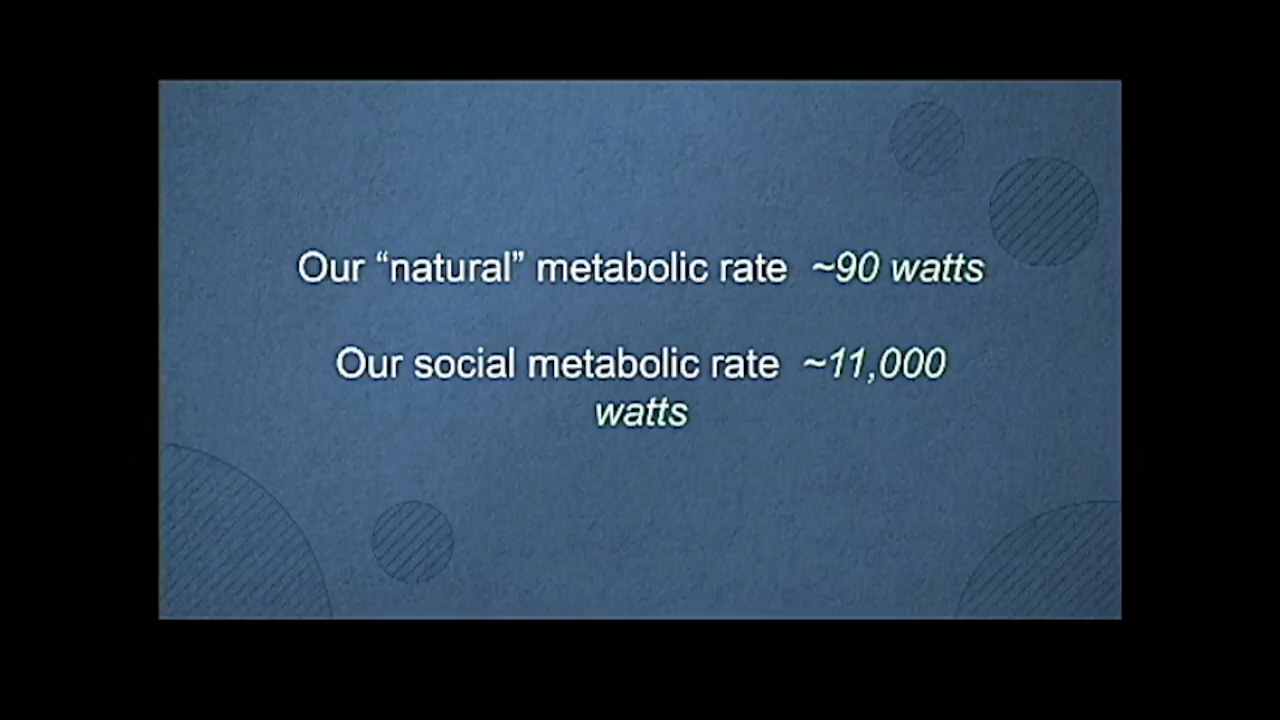 Our “natural” metabolic rate ~90 watts
Our social metabolic rate ~11,000
watts